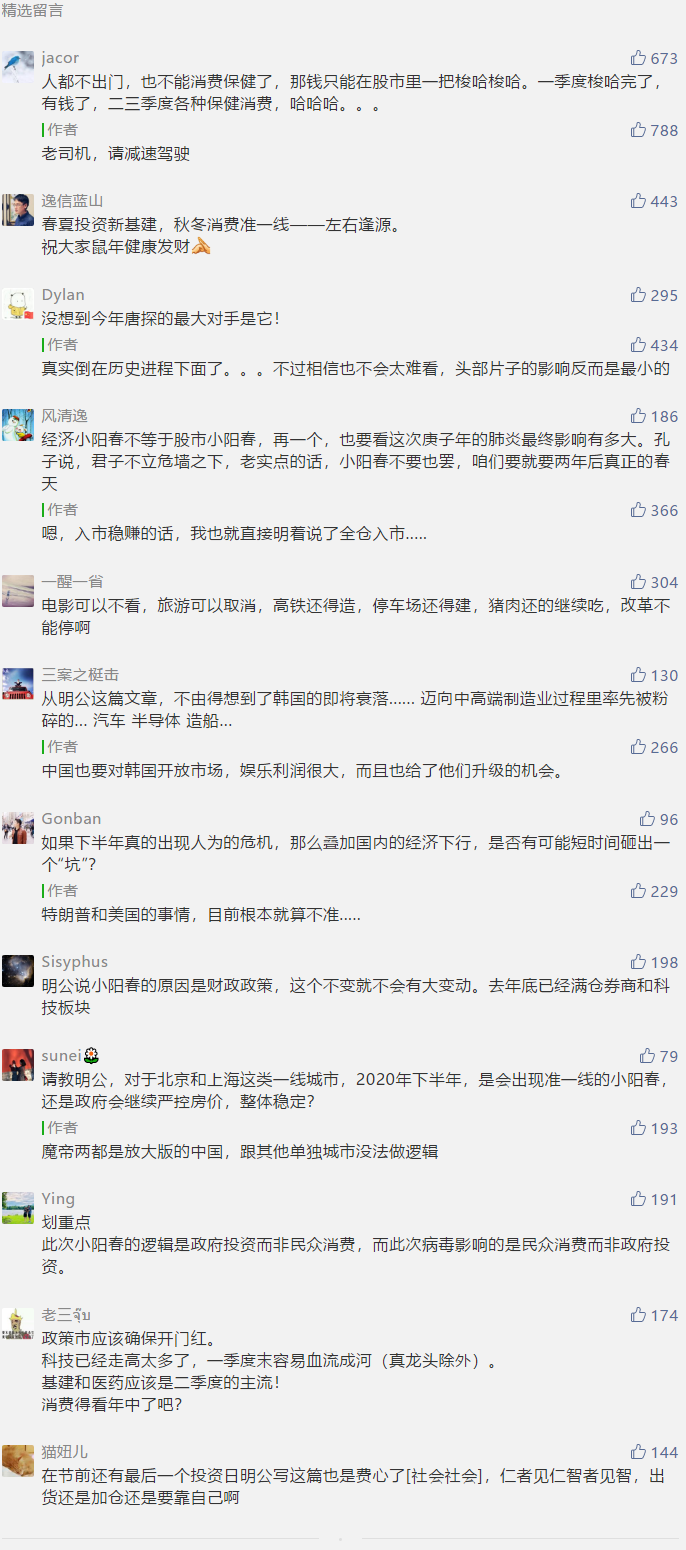 精选留言
jacor 673
人都不出门，也不能消费保健了，那钱只能在股市里一把梭哈梭哈。一季度梭哈完了，
有钱了，二三季度各种保健消费，哈哈哈。。。
作者 788
老司机，请减速驾驶
逸信蓝山 443
春夏投资新基建，秋冬消费准一线——左右逢源。
祝大家鼠年健康发财🙏
Dylan 295
没想到今年唐探的最大对手是它！
作者 434
真实倒在历史进程下面了。。。不过相信也不会太难看，头部片子的影响反而是最小的
风清逸 186
经济小阳春不等于股市小阳春，再一个，也要看这次庚子年的肺炎最终影响有多大。孔
子说，君子不立危墙之下，老实点的话，小阳春不要也罢，咱们要就要两年后真正的春
天
作者 366
嗯，入市稳赚的话，我也就直接明着说了全仓入市.....
一醒一省 304
电影可以不看，旅游可以取消，高铁还得造，停车场还得建，猪肉还的继续吃，改革不
能停啊
三案之梃击 130
从明公这篇文章，不由得想到了韩国的即将衰落...... 迈向中高端制造业过程里率先被粉
碎的... 汽车 半导体 造船...
作者 266
中国也要对韩国开放市场，娱乐利润很大，而且也给了他们升级的机会。
Gonban 96
如果下半年真的出现人为的危机，那么叠加国内的经济下行，是否有可能短时间砸出一
个“坑”？
作者 229
特朗普和美国的事情，目前根本就算不准.....
Sisyphus 198
明公说小阳春的原因是财政政策，这个不变就不会有大变动。去年底已经满仓券商和科
技板块
sunei🌼 79
请教明公，对于北京和上海这类一线城市，2020年下半年，是会出现准一线的小阳春，
还是政府会继续严控房价，整体稳定？
作者 193
魔帝两都是放大版的中国，跟其他单独城市没法做逻辑
Ying 191
划重点
此次小阳春的逻辑是政府投资而非民众消费，而此次病毒影响的是民众消费而非政府投
资。
老三จุ๊บ 174
政策市应该确保开门红。
科技已经走高太多了，一季度末容易血流成河（真龙头除外）。
基建和医药应该是二季度的主流！
消费得看年中了吧？
猫妞儿 144
在节前还有最后一个投资日明公写这篇也是费心了[社会社会]，仁者见仁智者见智，出
货还是加仓还是要靠自己啊